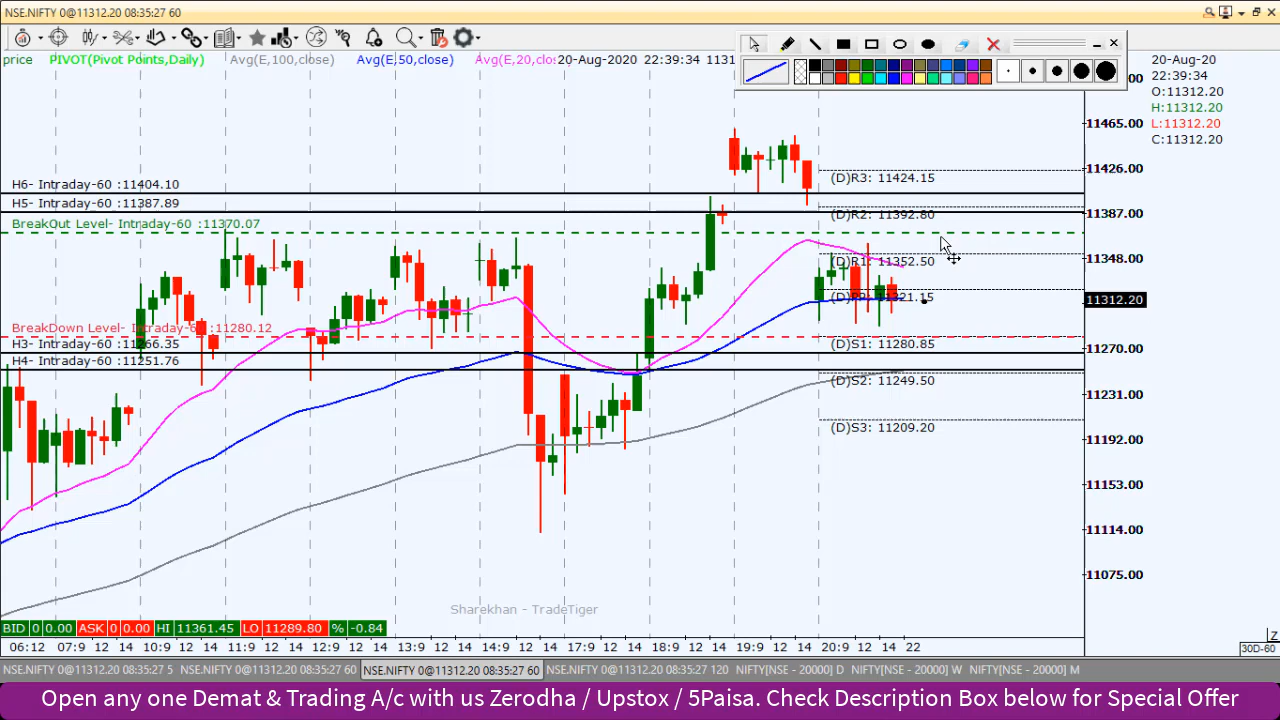 NSE.NIFTY 0@11312.20 08:35:27 60
price PIVOT(Pivot Points,Daily) Avg(E,100,close) Avg(E,50,close) Avg(E,20,clos 20-Aug-2020 22:39:34 1131
20-Aug-20
22:39:34
O:11312.20
H:11312.20
L:11312.20
C:11312.20
11465.00
11426.00
11387.00
11348.00
11312.20
11270.00
11231.00
11192.00
11153.00
11114.00
11075.00
H6- Intraday-60 :11404.10
H5- Intraday-60 :11387.89
BreakOut Level- Intraday-60 :11370.07
BreakDown Level- Intraday-60 :11280.12
H3- Intraday-60 :11266.35
H4- Intraday-60 :11251.76
(D)R3: 11424.15
(D)R2: 11392.80
(D)R1: 11352.50
11321.15
(D)S1: 11280.85
(D)S2: 11249.50
(D)S3: 11209.20
Sharekhan - TradeTiger
BID 0 0.00 ASK 0 0.00 HI 11361.45 LO 11289.80 % -0.84
06:12 07:9 12 14 10:9 12 14 11:9 12 14 12:9 12 14 13:9 12 14 14:9 12 14 17:9 12 14 18:9 12 14 19:9 12 14 20:9 12 14 22
Z
30D-60
NSE.NIFTY 0@11312.20 08:35:27 5 NSE.NIFTY 0@11312.20 08:35:27 60 NSE.NIFTY 0@11312.20 08:35:27 60 NSE.NIFTY 0@11312.20 08:35:27 120 NIFTY[NSE - 20000] D NIFTY[NSE - 20000] W NIFTY[NSE - 20000] M
Open any one Demat & Trading A/c with us Zerodha / Upstox / 5Paisa. Check Description Box below for Special Offer